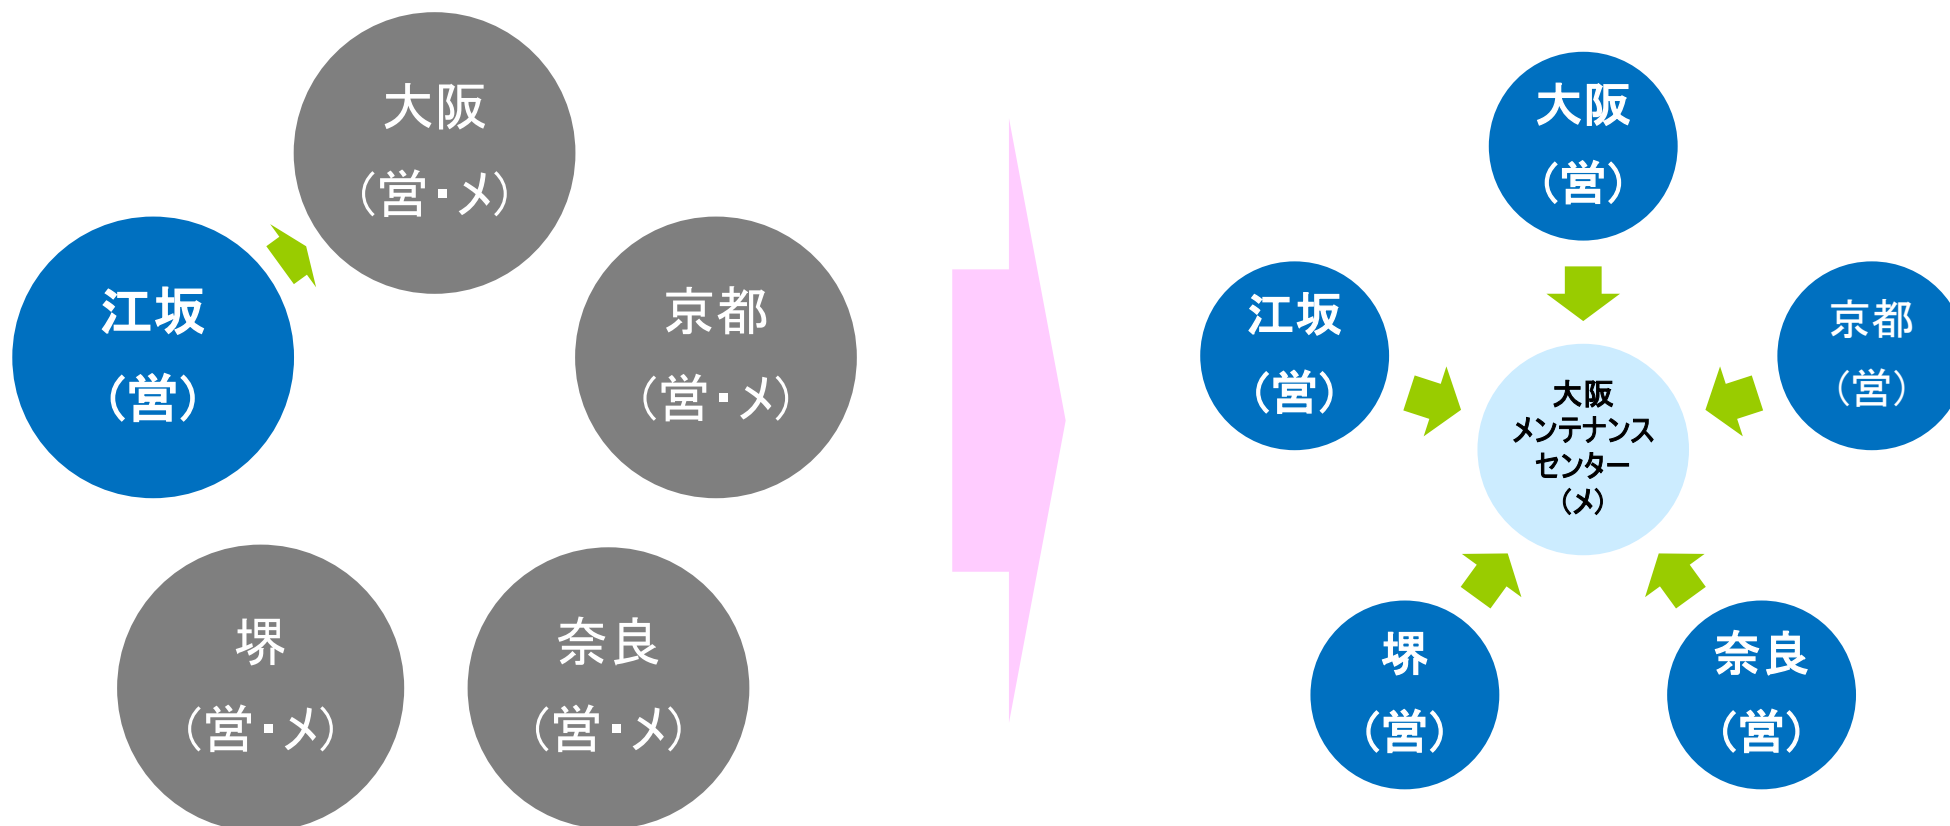 大阪
（営・メ）
江坂
（営）
京都
（営・メ）
堺
（営・メ）
奈良
（営・メ）
大阪
（営）
江坂
（営）
京都
（営）
大阪
メンテナンス
センター
（メ）
堺
（営）
奈良
（営）